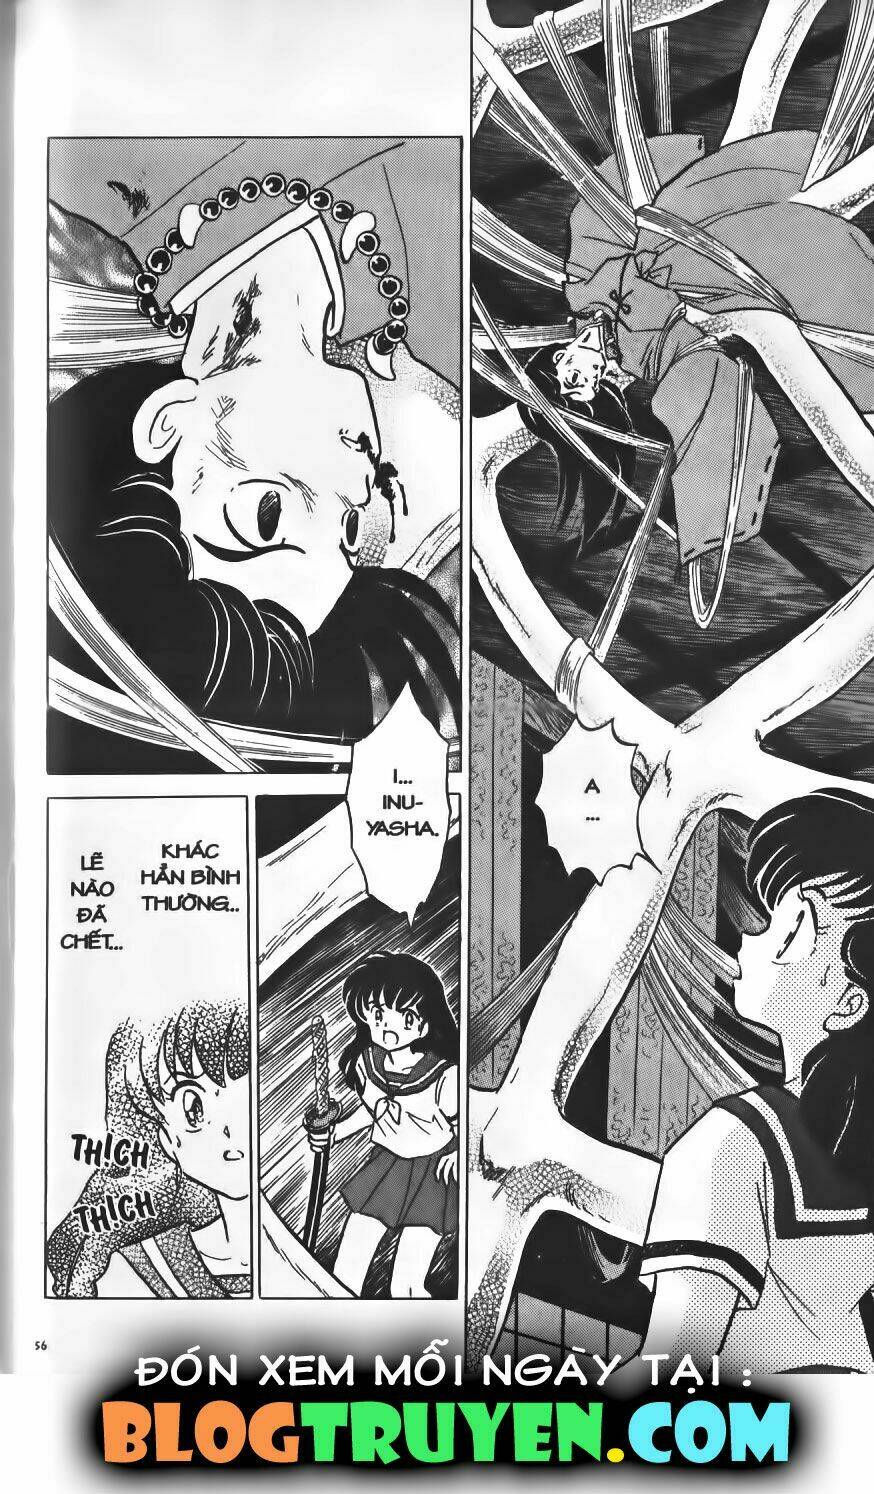 A
...
I...
INU-
YASHA.
KHÁC
HẲN BÌNH
THƯỜNG..
LẼ
NÀO
ĐÃ
CHẾT...
THỊCH
THỊCH
56
ĐÓN XEM MỖI NGÀY TẠI :
BLOGTRUYEN.COM